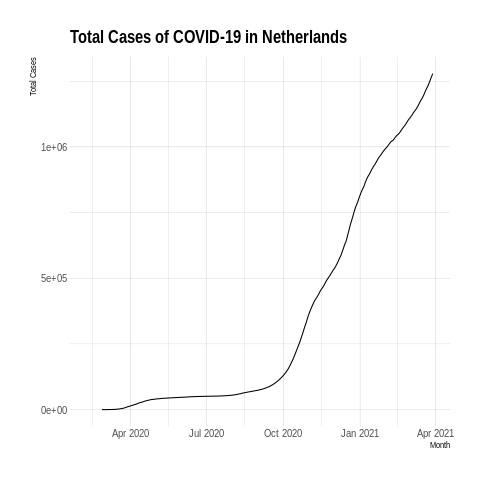 Total Cases of COVID-19 in Netherlands
Total Cases
1e+06
5e+05
0e+00
Apr 2020 Jul 2020 Oct 2020 Jan 2021 Apr 2021
Month